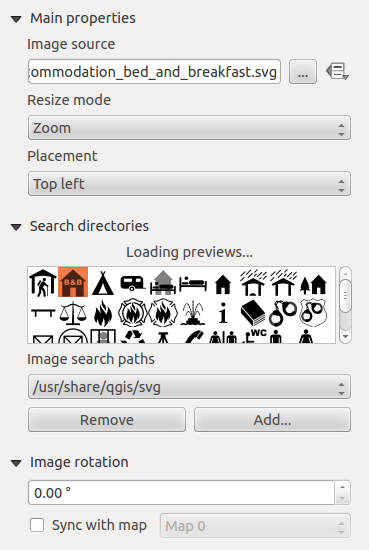 Main properties
Image source
ommodation_bed_and_breakfast.svg
...
Resize mode
Zoom
Placement
Top left
Search directories
Loading previews...
B&B
i
WC
Image search paths
/usr/share/qgis/svg
Remove
Add...
Image rotation
0.00 °
Sync with map
Map 0